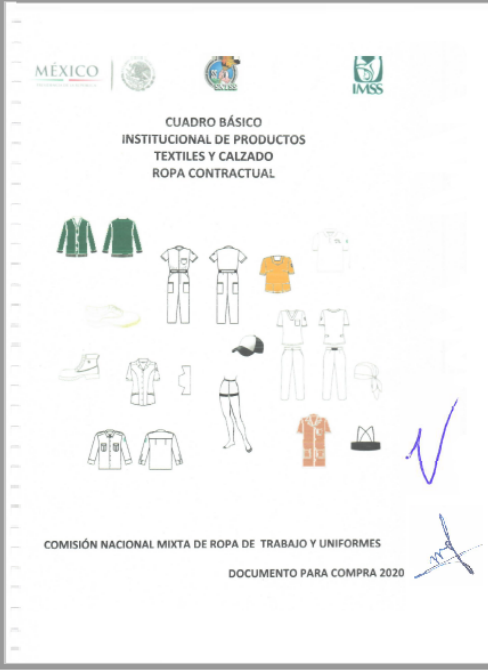 MÉXICO
IMSS
CUADRO BÁSICO
INSTITUCIONAL DE PRODUCTOS
TEXTILES Y CALZADO
ROPA CONTRACTUAL
COMISIÓN NACIONAL MIXTA DE ROPA DE TRABAJO Y UNIFORMES
DOCUMENTO PARA COMPRA 2020